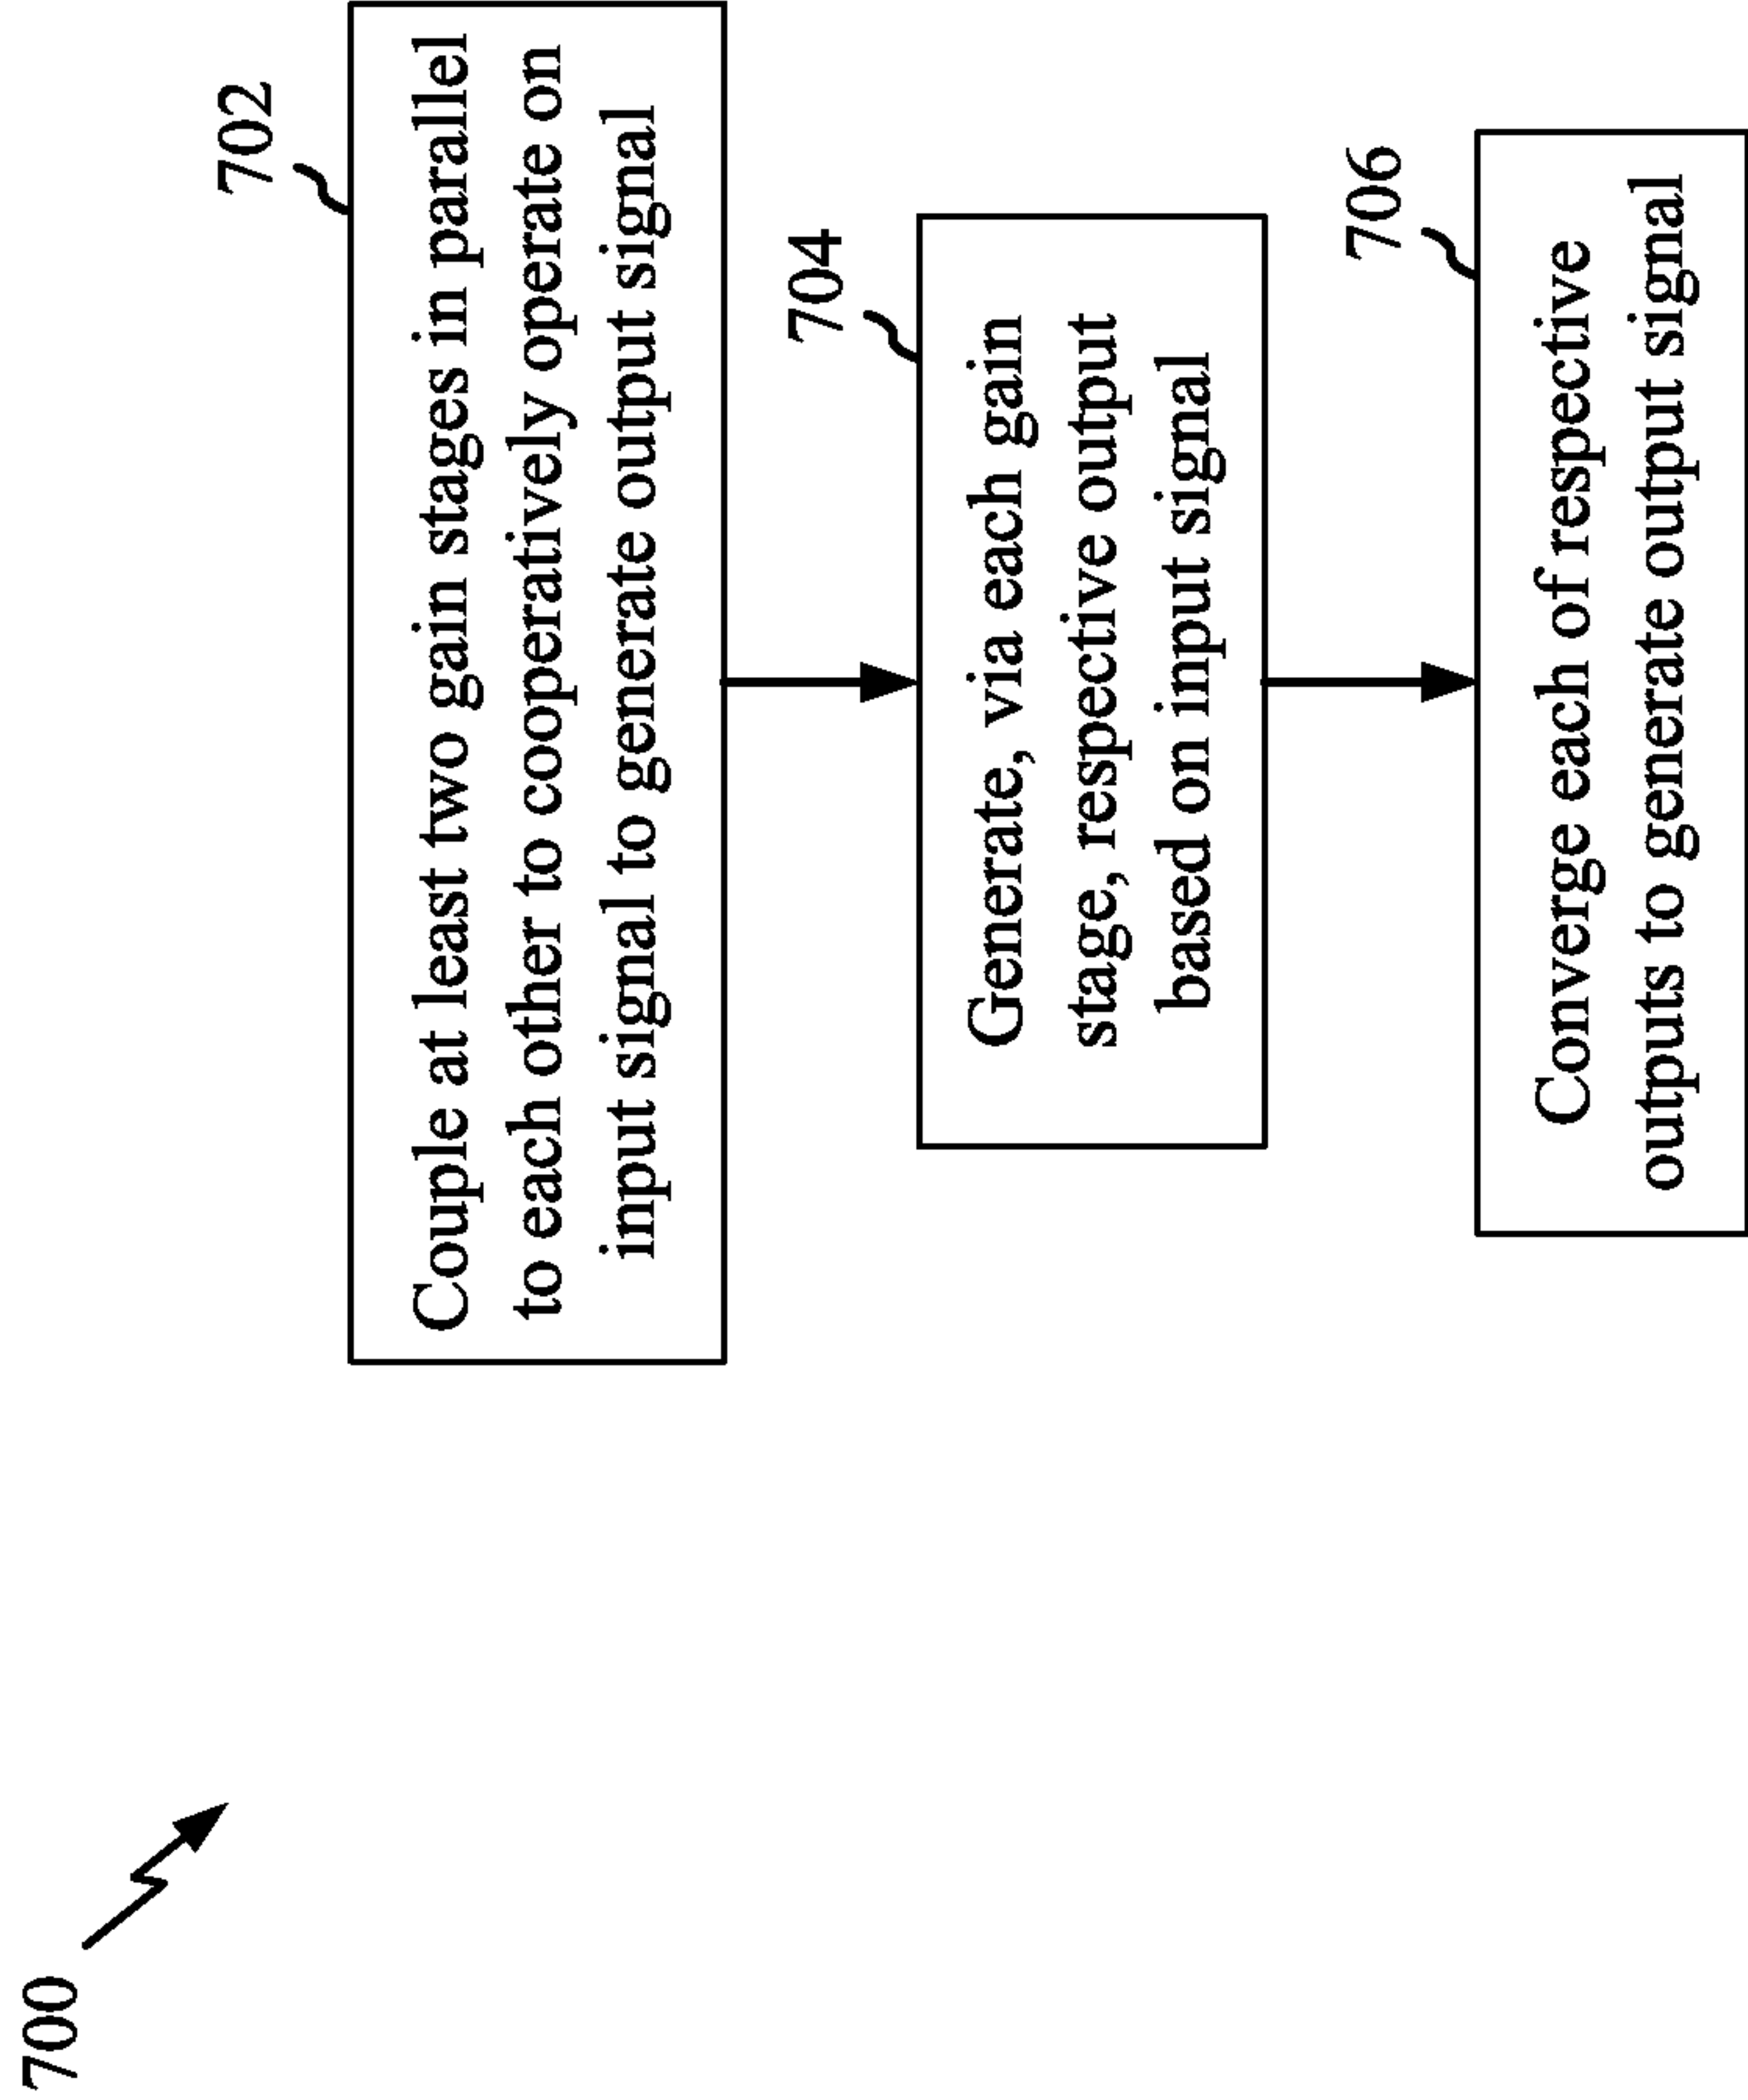 700
702
Couple at least two gain stages in parallel
to each other to cooperatively operate on
input signal to generate output signal
704
Generate, via each gain
stage, respective output
based on input signal
706
Converge each of respective
outputs to generate output signal